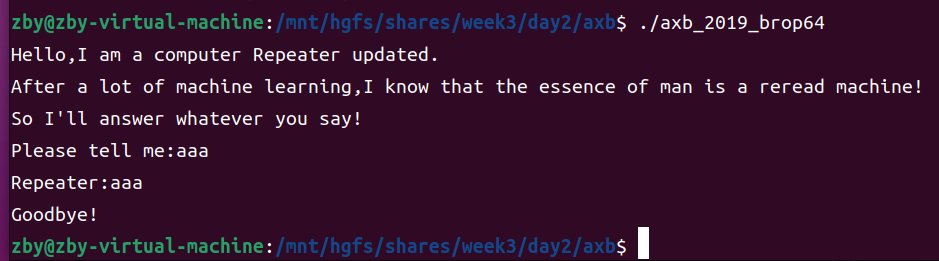 zby@zby-virtual-machine:/mnt/hgfs/shares/week3/day2/axb$ ./axb_2019_brop64
Hello,I am a computer Repeater updated.
After a lot of machine learning,I know that the essence of man is a reread machine!
So I'll answer whatever you say!
Please tell me:aaa
Repeater:aaa
Goodbye!
zby@zby-virtual-machine:/mnt/hgfs/shares/week3/day2/axb$